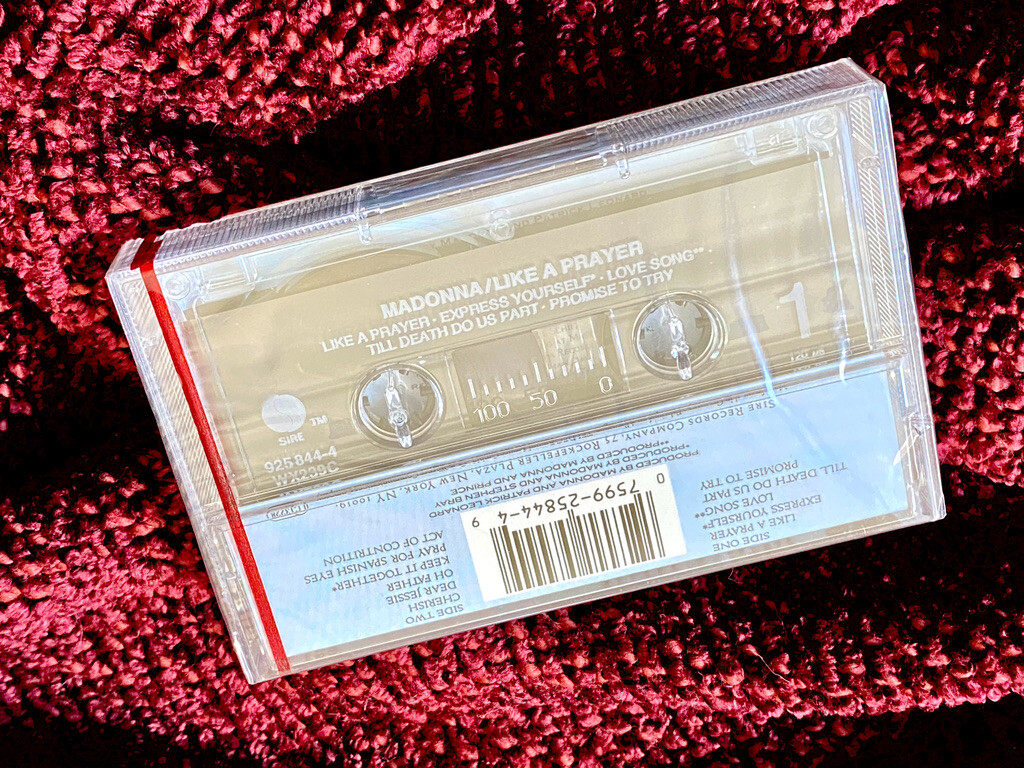 MADONNA/LIKE A PRAYER
LIKE A PRAYER · EXPRESS YOURSELF* · LOVE SONG**
TILL DEATH DO US PART · PROMISE TO TRY
1
SIRE
TM
925 844-4
WX239C
100 50 0
SIRE RECORDS COMPANY, 75 ROCKEFELLER PLAZA, NEW YORK, NY 10019
*PRODUCED BY MADONNA AND STEPHEN BRAY
**PRODUCED BY MADONNA AND PRINCE
0 7599-25844-4 9
SIDE ONE
LIKE A PRAYER
EXPRESS YOURSELF*
LOVE SONG**
TILL DEATH DO US PART
PROMISE TO TRY
SIDE TWO
CHERISH
DEAR JESSIE
OH FATHER
KEEP IT TOGETHER*
PRAY FOR SPANISH EYES
ACT OF CONTRITION